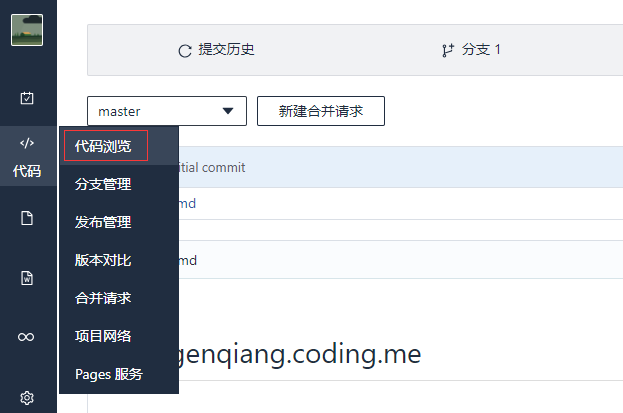 提交历史
分支 1
master
新建合并请求
代码
代码浏览
分支管理
发布管理
版本对比
合并请求
项目网络
Pages 服务
itial commit
md
md
genqiang.coding.me
W